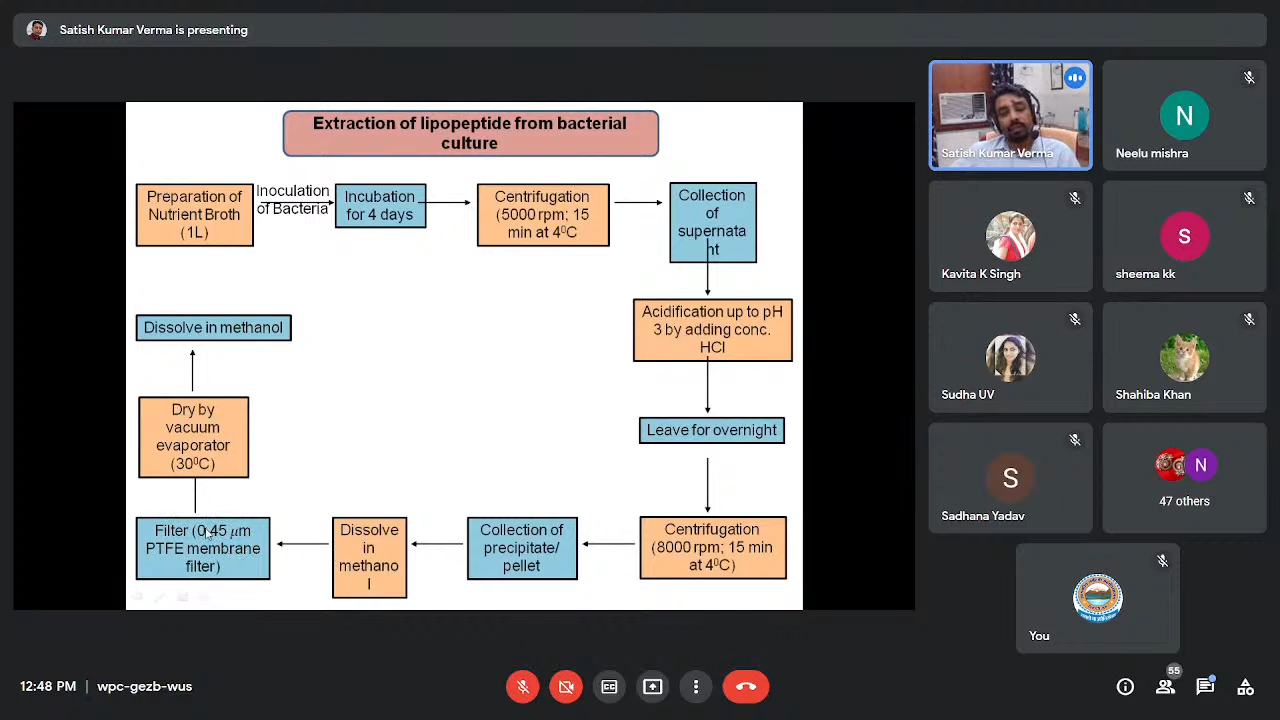 Satish Kumar Verma is presenting
Extraction of lipopeptide from bacterial
culture
Preparation of
Nutrient Broth
(1L)
Inoculation
of Bacteria
Incubation
for 4 days
Centrifugation
(5000 rpm; 15
min at 4⁰C
Collection
of
supernata
nt
Acidification up to pH
3 by adding conc.
HCl
Leave for overnight
Centrifugation
(8000 rpm; 15 min
at 4⁰C)
Collection of
precipitate/
pellet
Dissolve
in
methano
l
Filter (0.45 μm
PTFE membrane
filter)
Dry by
vacuum
evaporator
(30⁰C)
Dissolve in methanol
Satish Kumar Verma
N
Neelu mishra
Kavita K Singh
S
sheema kk
Sudha UV
Shahiba Khan
S
Sadhana Yadav
N
47 others
You
12:48 PM | wpc-gezb-wus
CC
55